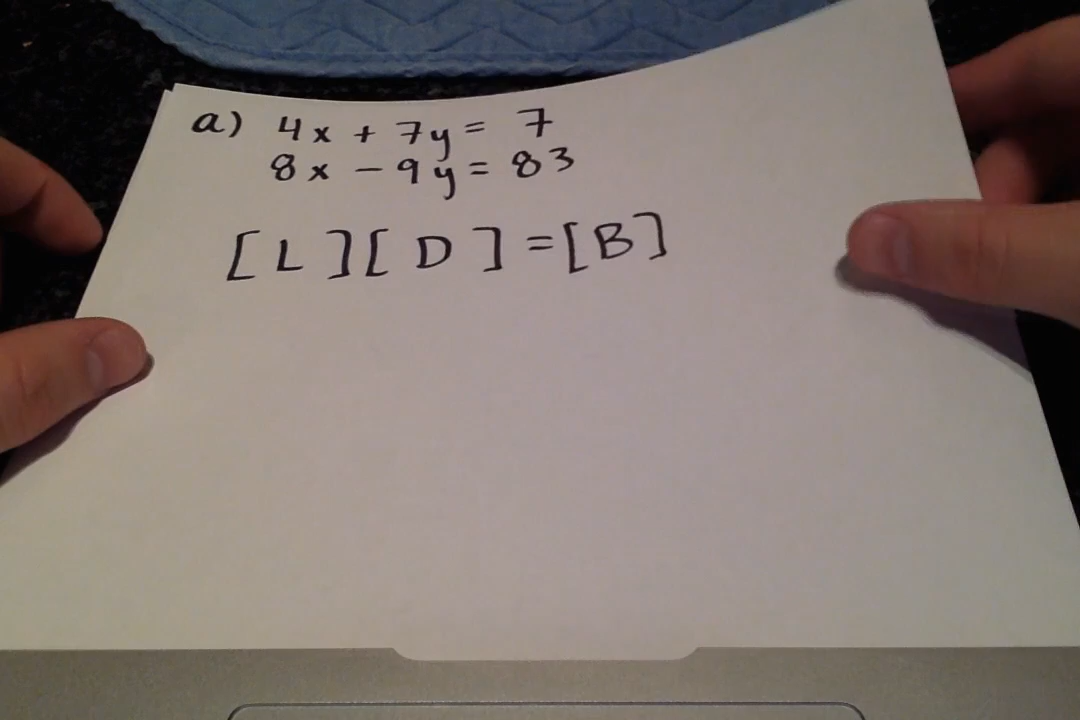 a) 4x + 7y = 7
8x - 9y = 83
[ L ] [ D ] = [B]